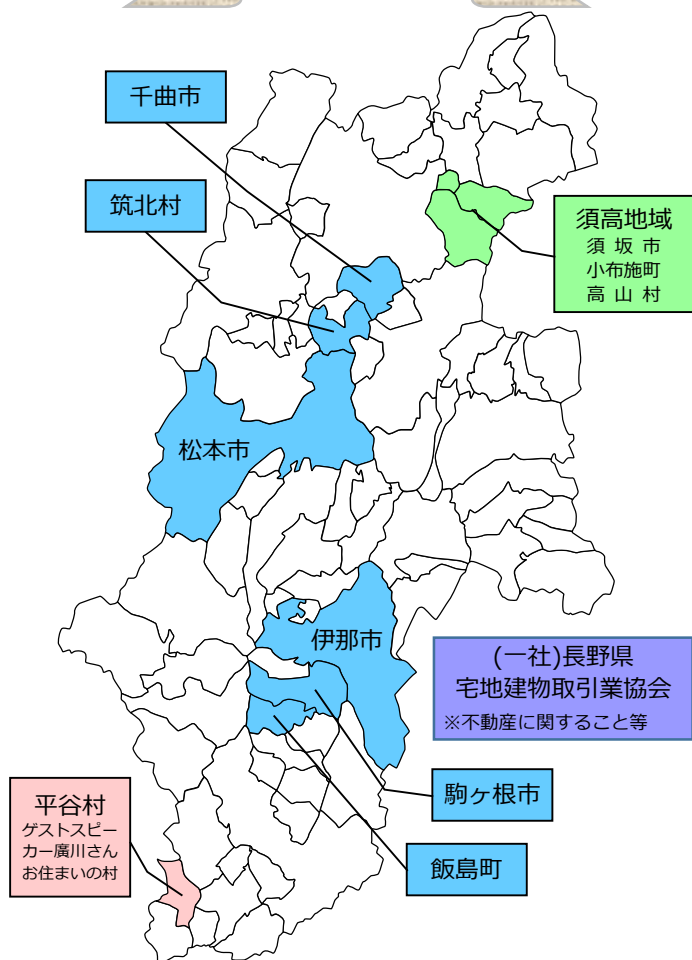 千曲市
筑北村
須高地域
須坂市
小布施町
高山村
松本市
伊那市
(一社)長野県
宅地建物取引業協会
※不動産に関すること等
駒ヶ根市
平谷村
ゲストスピー
カー廣川さん
お住まいの村
飯島町